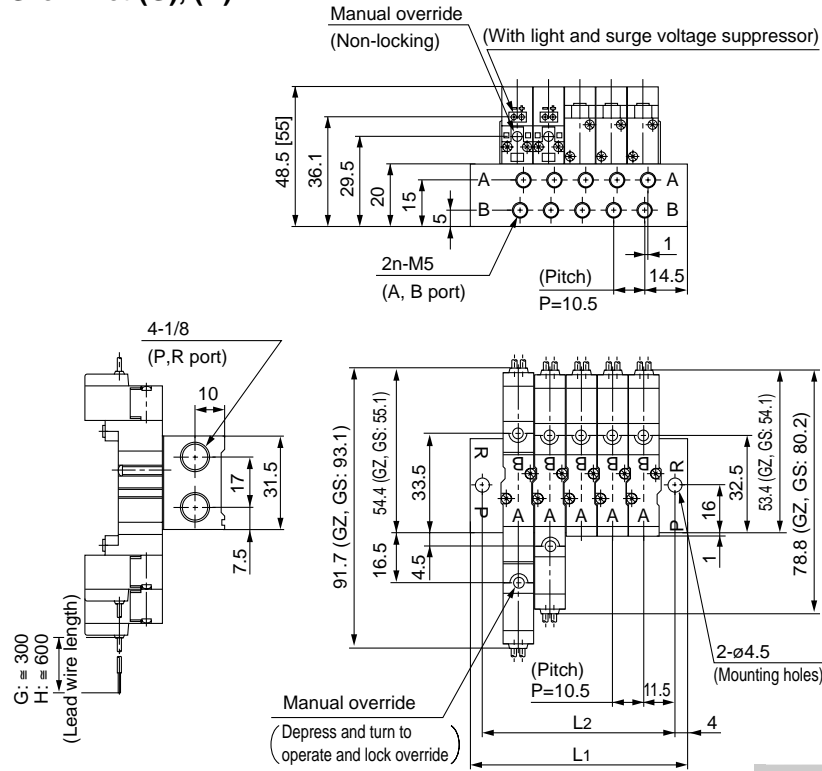 Manual override
(Non-locking)
(With light and surge voltage suppressor)
48.5 [55]
36.1
29.5
20
15
5
A
A
B
B
1
14.5
2n-M5
(A, B port)
(Pitch)
P=10.5
4-1/8
(P,R port)
10
17
31.5
7.5
G: ≅ 300
H: ≅ 600
(Lead wire length)
91.7 (GZ, GS: 93.1)
54.4 (GZ, GS: 55.1)
33.5
16.5
4.5
R
P
B B B B B
A A A A A
R
P
32.5
16
1
53.4 (GZ, GS: 54.1)
78.8 (GZ, GS: 80.2)
2-ø4.5
(Mounting holes)
(Pitch)
P=10.5
11.5
Manual override
(Depress and turn to
operate and lock override)
L2
4
L1